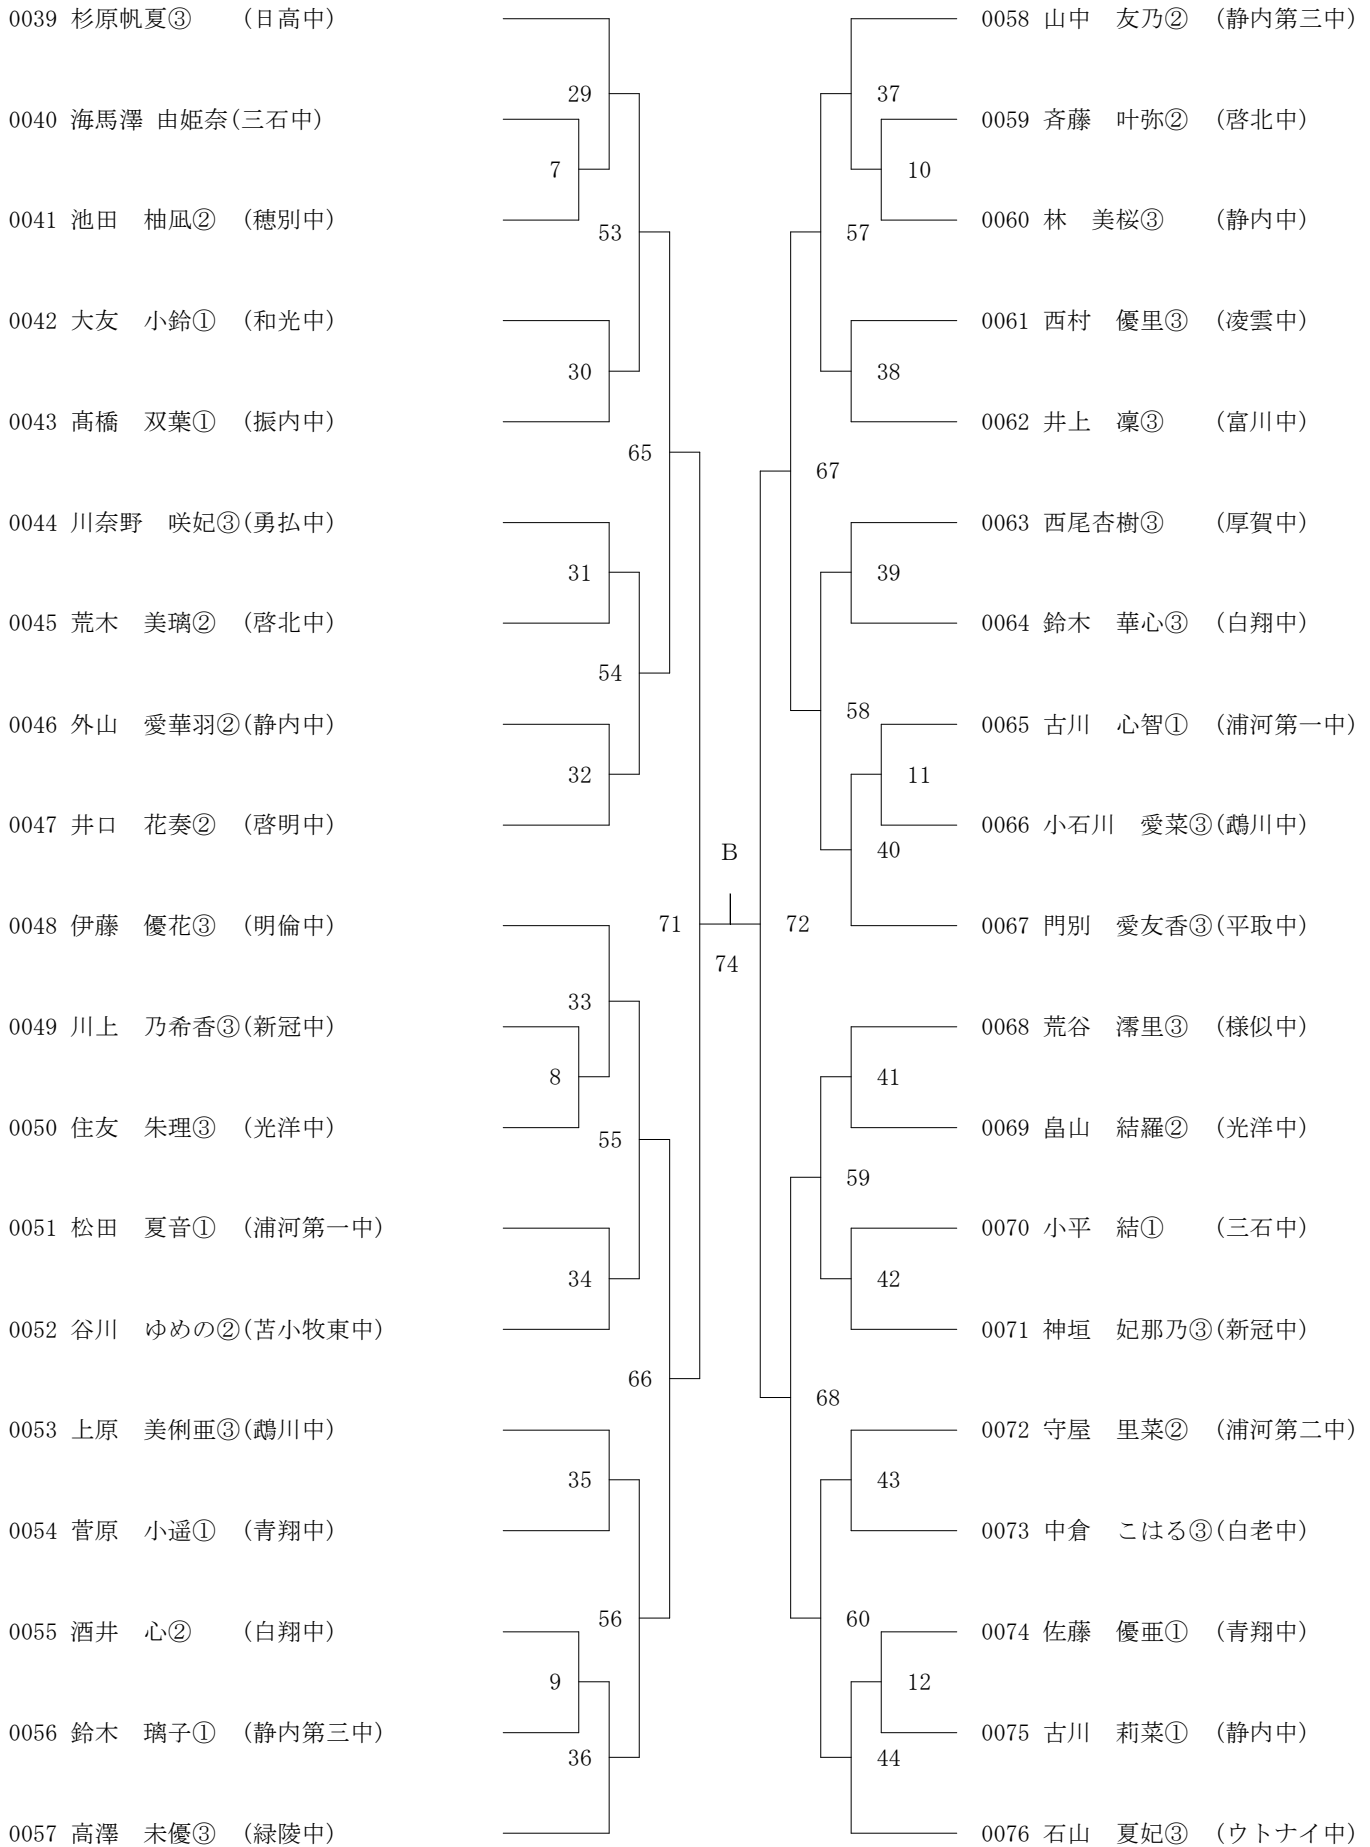 0039 杉原帆夏③　（日高中）
29
0040 海馬澤 由姫奈（三石中）
7
0041 池田　柚凪②　（穂別中）
53
0042 大友　小鈴①　（和光中）
30
0043 髙橋　双葉①　（振内中）
65
0044 川奈野　咲妃③（勇払中）
31
0045 荒木　美璃②　（啓北中）
54
0046 外山　愛華羽②（静内中）
32
0047 井口　花奏②　（啓明中）
0048 伊藤　優花③　（明倫中）
71
33
0049 川上　乃希香③（新冠中）
8
0050 住友　朱理③　（光洋中）
55
0051 松田　夏音①　（浦河第一中）
34
0052 谷川　ゆめの②（苫小牧東中）
66
0053 上原　美俐亜③（鵡川中）
35
0054 菅原　小遥①　（青翔中）
56
0055 酒井　心②　（白翔中）
9
0056 鈴木　璃子①　（静内第三中）
36
0057 高澤　未優③　（緑陵中）
B
74
0058 山中　友乃②　（静内第三中）
37
0059 斉藤　叶弥②　（啓北中）
10
0060 林　美桜③　（静内中）
57
0061 西村　優里③　（凌雲中）
38
0062 井上　凜③　（富川中）
67
0063 西尾杏樹③　（厚賀中）
39
0064 鈴木　華心③　（白翔中）
58
0065 古川　心智①　（浦河第一中）
11
0066 小石川　愛菜③（鵡川中）
40
72
0067 門別　愛友香③（平取中）
0068 荒谷　澪里③　（様似中）
41
0069 畠山　結羅②　（光洋中）
59
0070 小平　結①　（三石中）
42
0071 神垣　妃那乃③（新冠中）
68
0072 守屋　里菜②　（浦河第二中）
43
0073 中倉　こはる③（白老中）
60
0074 佐藤　優亜①　（青翔中）
12
0075 古川　莉菜①　（静内中）
44
0076 石山　夏妃③　（ウトナイ中）